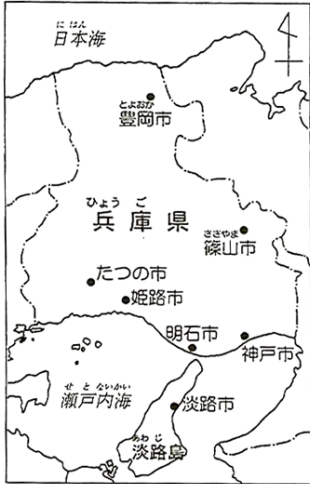 にほん
日本海
とよおか
豊岡市
ひょうご
兵庫県
ささやま
篠山市
たつの市
姫路市
明石市
神戸市
せとないかい
瀬戸内海
淡路市
あわじ
淡路島